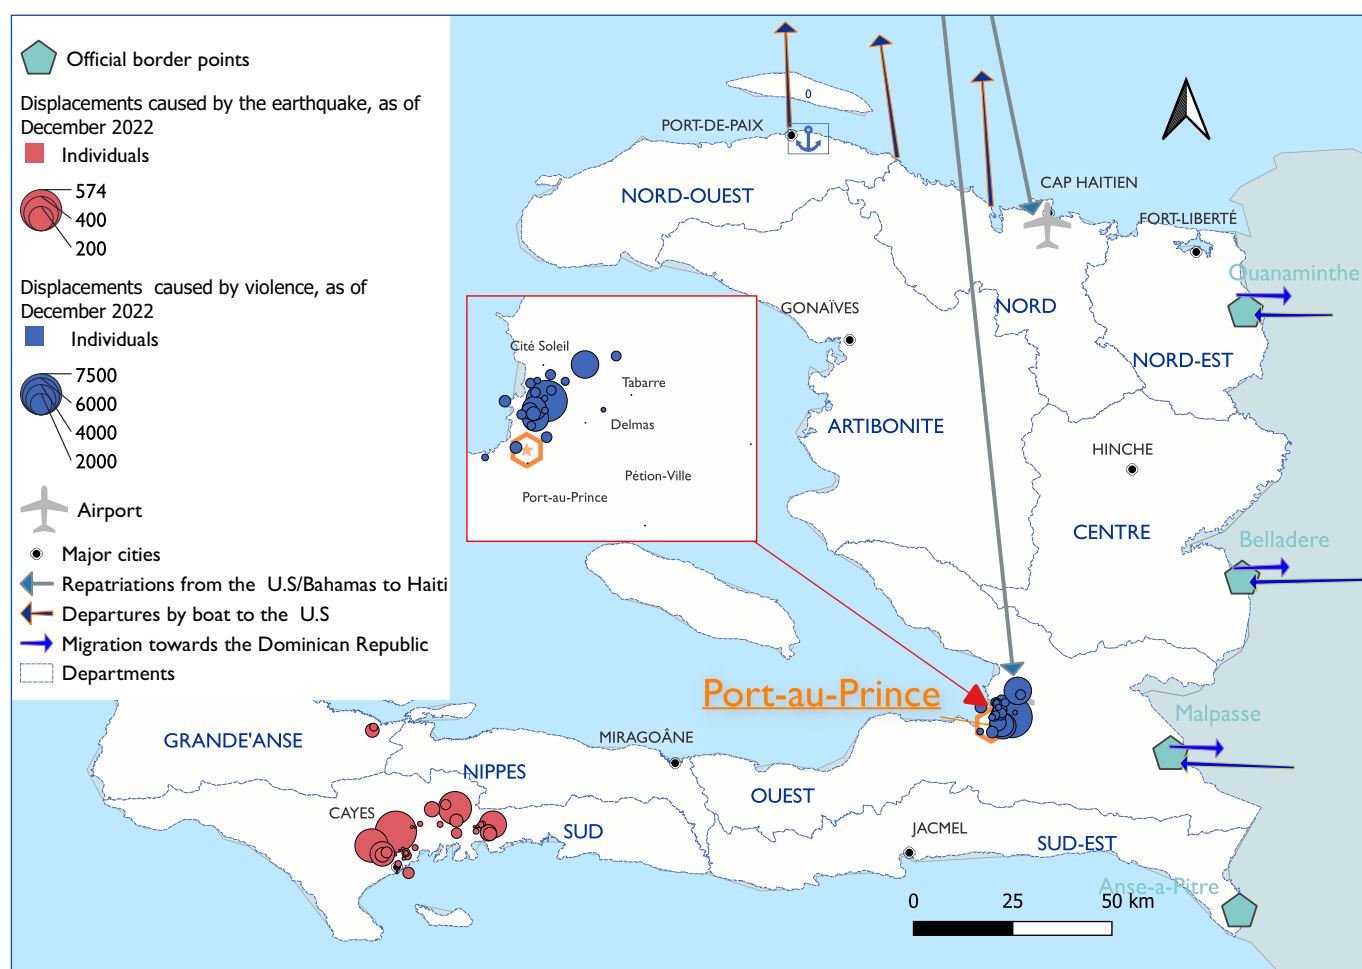 Official border points
Displacements caused by the earthquake, as of
December 2022
Individuals
574
400
200
Displacements  caused by violence, as of
December 2022
Individuals
7500
6000
4000
2000
Airport
Major cities
Repatriations from the  U.S/Bahamas to Haiti
Departures by boat to the  U.S
Migration towards the Dominican Republic
Departments
0
PORT-DE-PAIX
NORD-OUEST
CAP HAITIEN
FORT-LIBERTÉ
Ouanaminthe
GONAÏVES
NORD
NORD-EST
Cité Soleil
Tabarre
Delmas
Pétion-Ville
Port-au-Prince
ARTIBONITE
HINCHE
CENTRE
Belladere
Port-au-Prince
Malpasse
GRANDE'ANSE
MIRAGOÂNE
NIPPES
OUEST
CAYES
SUD
JACMEL
SUD-EST
Anse-a-Pitre
0 25 50 km